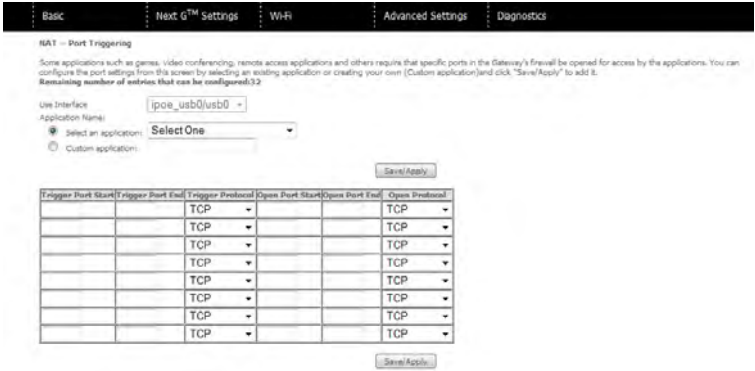 Basic Next G™ Settings Wi-Fi Advanced Settings Diagnostics
NAT -- Port Triggering
Some applications such as games, video conferencing, remote access applications and others require that specific ports in the Gateway's firewall be opened for access by the applications. You can
configure the port settings from this screen by selecting an existing application or creating your own (Custom application)and click "Save/Apply" to add it.
Remaining number of entries that can be configured:32
Use Interface ipoe_usb0/usb0
Application Name:
Select an application: Select One
Custom application:
Save/Apply
Trigger Port Start Trigger Port End Trigger Protocol Open Port Start Open Port End Open Protocol
TCP TCP
TCP TCP
TCP TCP
TCP TCP
TCP TCP
TCP TCP
TCP TCP
TCP TCP
Save/Apply